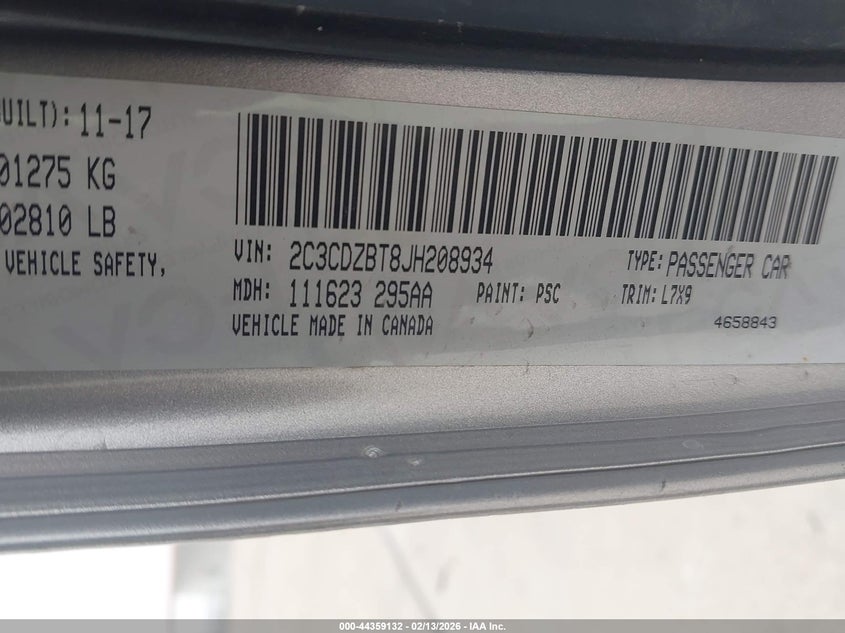 UILT): 11-17
01275 KG
02810 LB
VEHICLE SAFETY,
VIN: 2C3CDZBT8JH208934
TYPE: PASSENGER CAR
MDH: 111623 295AA
PAINT: PSC
TRIM: L7X9
VEHICLE MADE IN CANADA
4658843
000-44359132 - 02/13/2026 - IAA Inc.